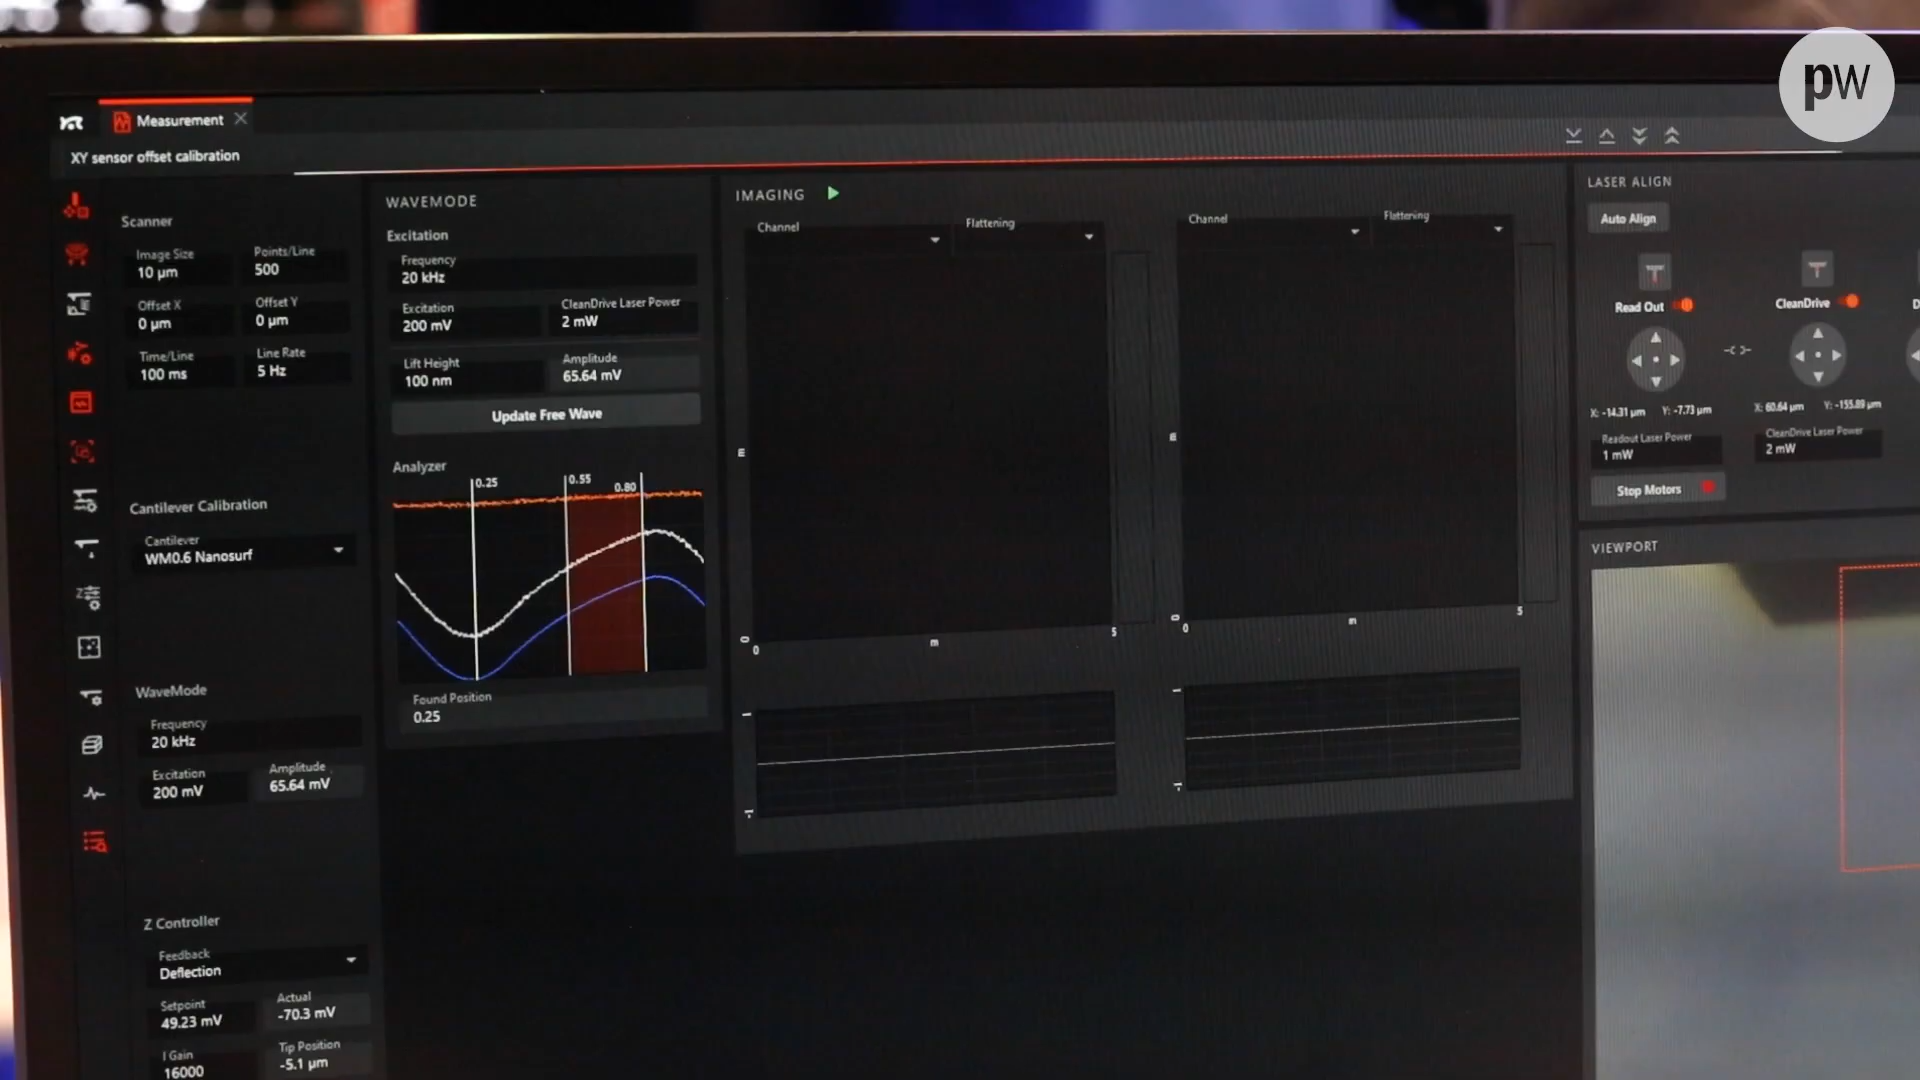 pw
Measurement
XY sensor offset calibration
Scanner
Image Size
10 µm
Points/Line
500
Offset X
0 µm
Offset Y
0 µm
Time/Line
100 ms
Line Rate
5 Hz
Cantilever Calibration
Cantilever
WM0.6 Nanosurf
WaveMode
Frequency
20 kHz
Excitation
200 mV
Amplitude
65.64 mV
Z Controller
Feedback
Deflection
Setpoint
49.23 mV
Actual
-70.3 mV
I Gain
16000
Tip Position
-5.1 µm
WAVEMODE
Excitation
Frequency
20 kHz
Excitation
200 mV
CleanDrive Laser Power
2 mW
Lift Height
100 nm
Amplitude
65.64 mV
Update Free Wave
Analyzer
0.25
0.55
0.80
Found Position
0.25
IMAGING
Channel
Flattening
m
0
0
m
5
1
-1
Channel
Flattening
m
0
0
m
5
1
-1
LASER ALIGN
Auto Align
Read Out
CleanDrive
X: -14.31 µm Y: -7.73 µm
X: 60.64 µm Y: -155.89 µm
Readout Laser Power
1 mW
CleanDrive Laser Power
2 mW
Stop Motors
VIEWPORT